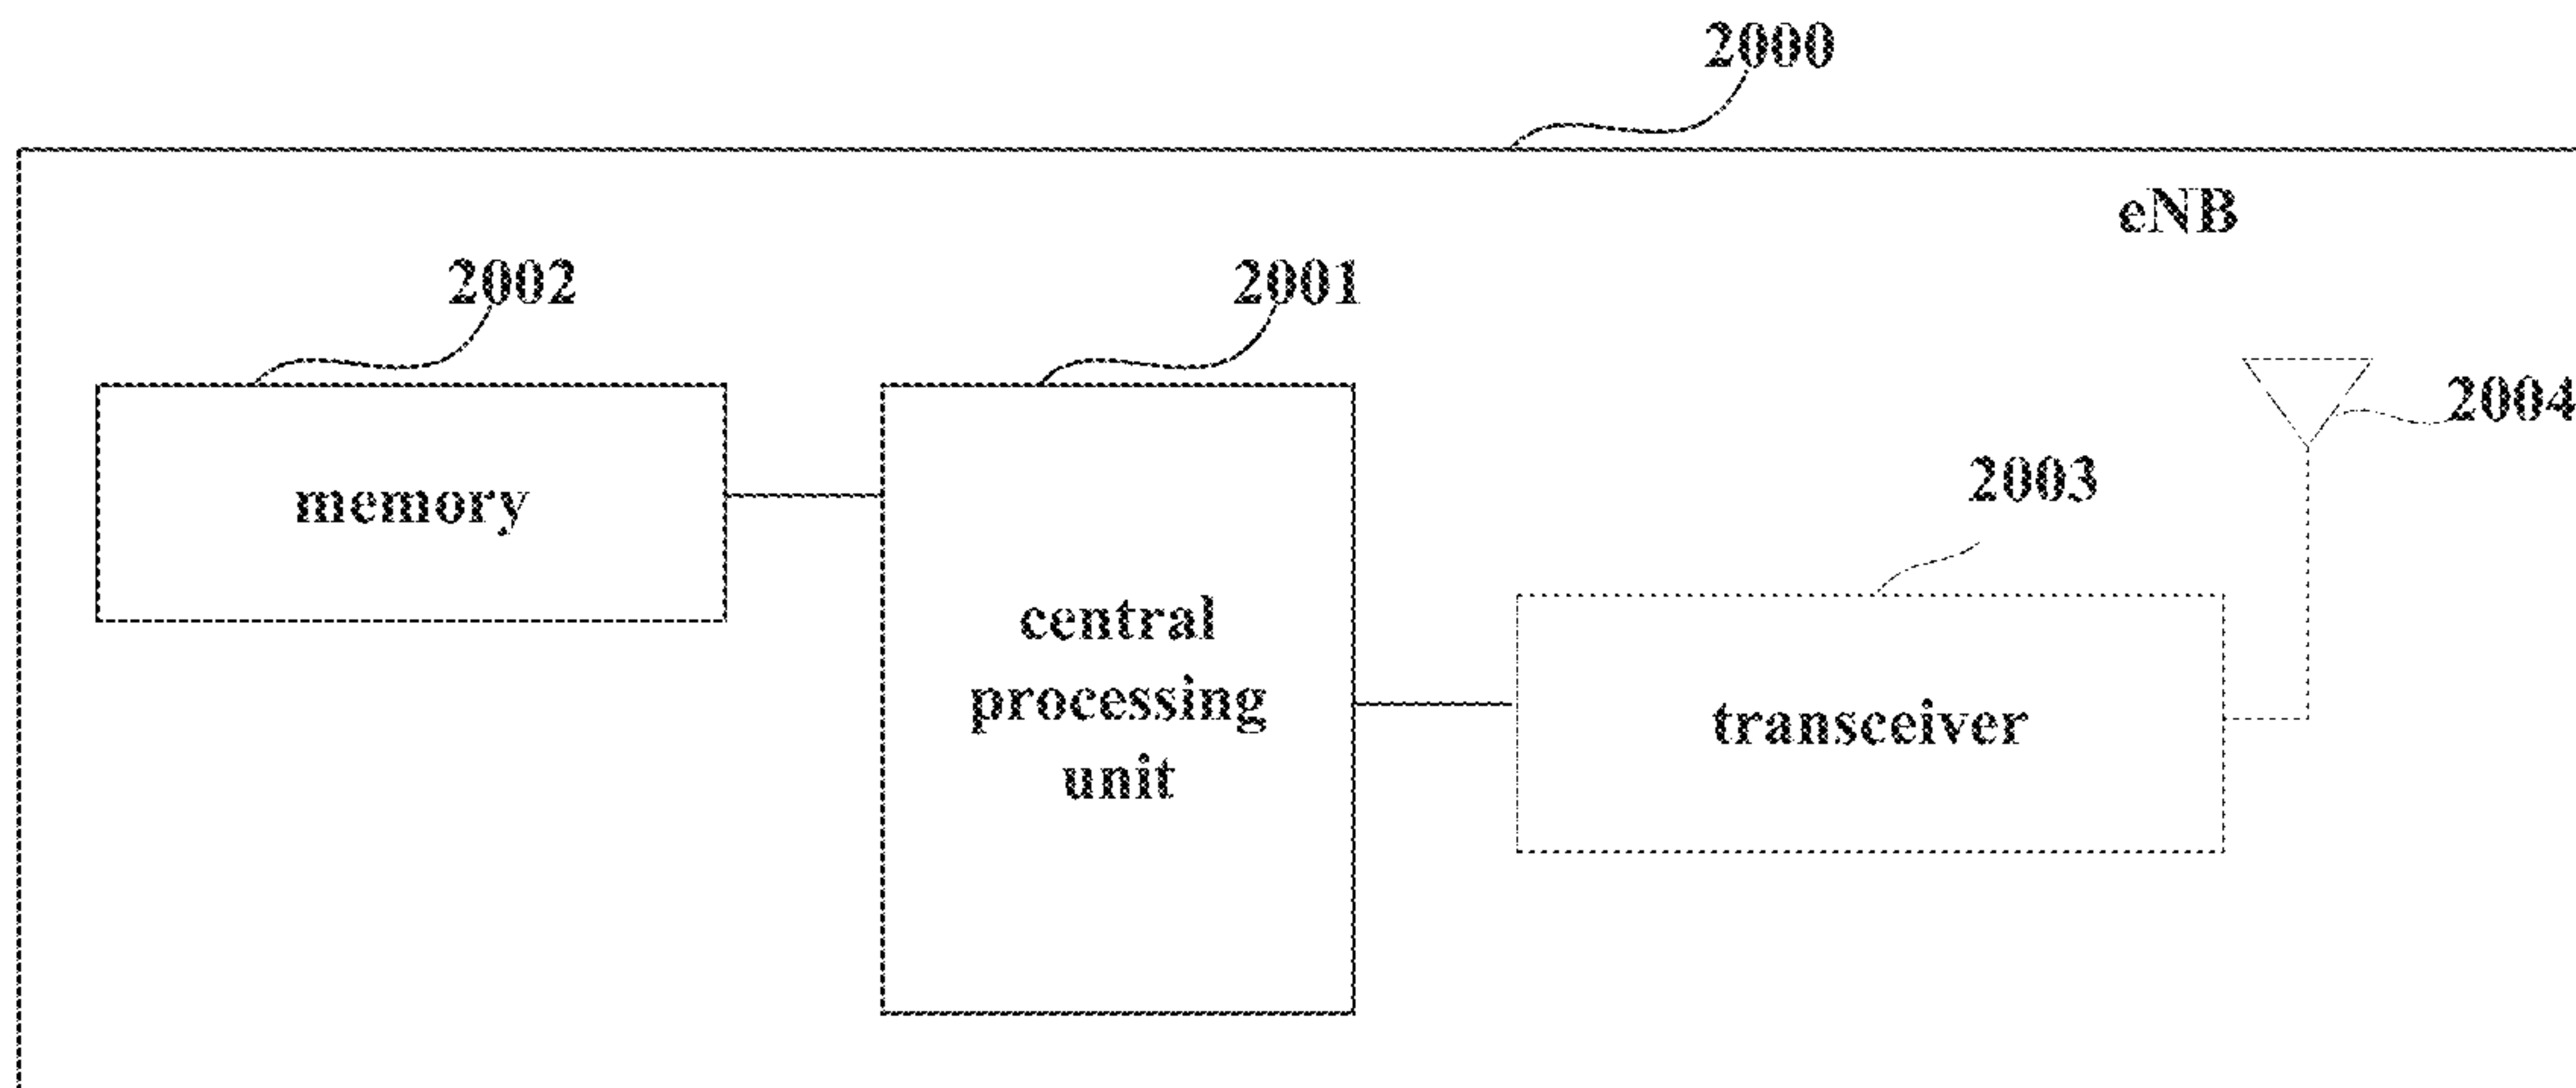 2000
eNB
2002
2001
2004
2003
memory
central
processing
unit
transceiver